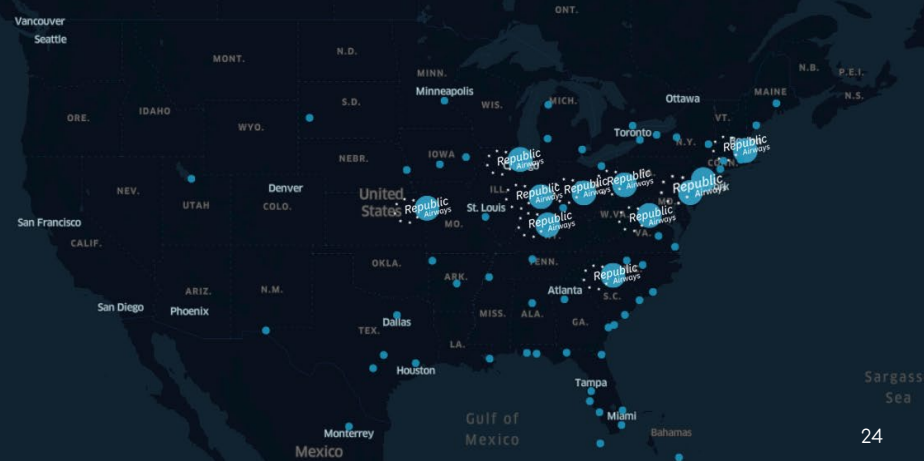 ONT.
Vancouver
Seattle
MONT.
N.D.
MINN.
Minneapolis
N.B.
P.E.I.
N.S.
MAINE
Ottawa
VT.
ORE.
IDAHO
WYO.
S.D.
WIS.
MICH.
Toronto
N.Y.
Republic
Airways
NEBR.
IOWA
Republic
Airways
NEV.
UTAH
Denver
COLO.
United
States
Republic
Airways
MO.
St. Louis
ILL.
Republic
Airways
Republic
Airways
Republic
Airways
Republic
Airways
MD.
Republic
Airways
W.VA.
VA.
Republic
Airways
San Francisco
CALIF.
OKLA.
ARK.
TENN.
Republic
Airways
Atlanta
S.C.
ARIZ.
N.M.
San Diego
Phoenix
Dallas
TEX.
MISS.
ALA.
GA.
LA.
Houston
Tampa
Miami
Gulf of
Mexico
Bahamas
Sargass
Sea
Monterrey
Mexico
24